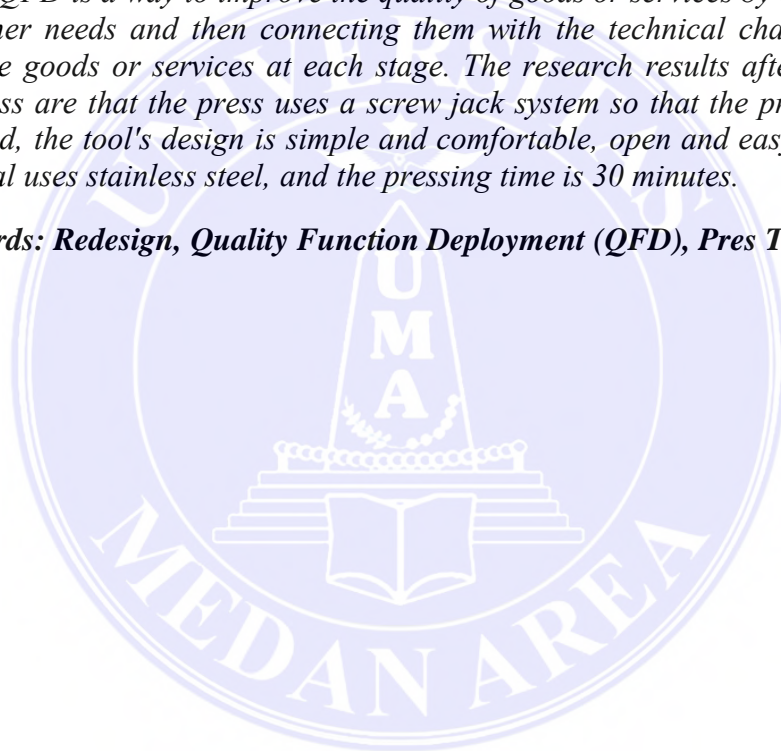 QFD is a way to improve the quality of goods or services by
ner needs and then connecting them with the technical cha
e goods or services at each stage. The research results afte
ss are that the press uses a screw jack system so that the pr
d, the tool's design is simple and comfortable, open and easy
al uses stainless steel, and the pressing time is 30 minutes.
rds: Redesign, Quality Function Deployment (QFD), Pres T
UNIVERSITAS
U
M
A
MEDAN AREA